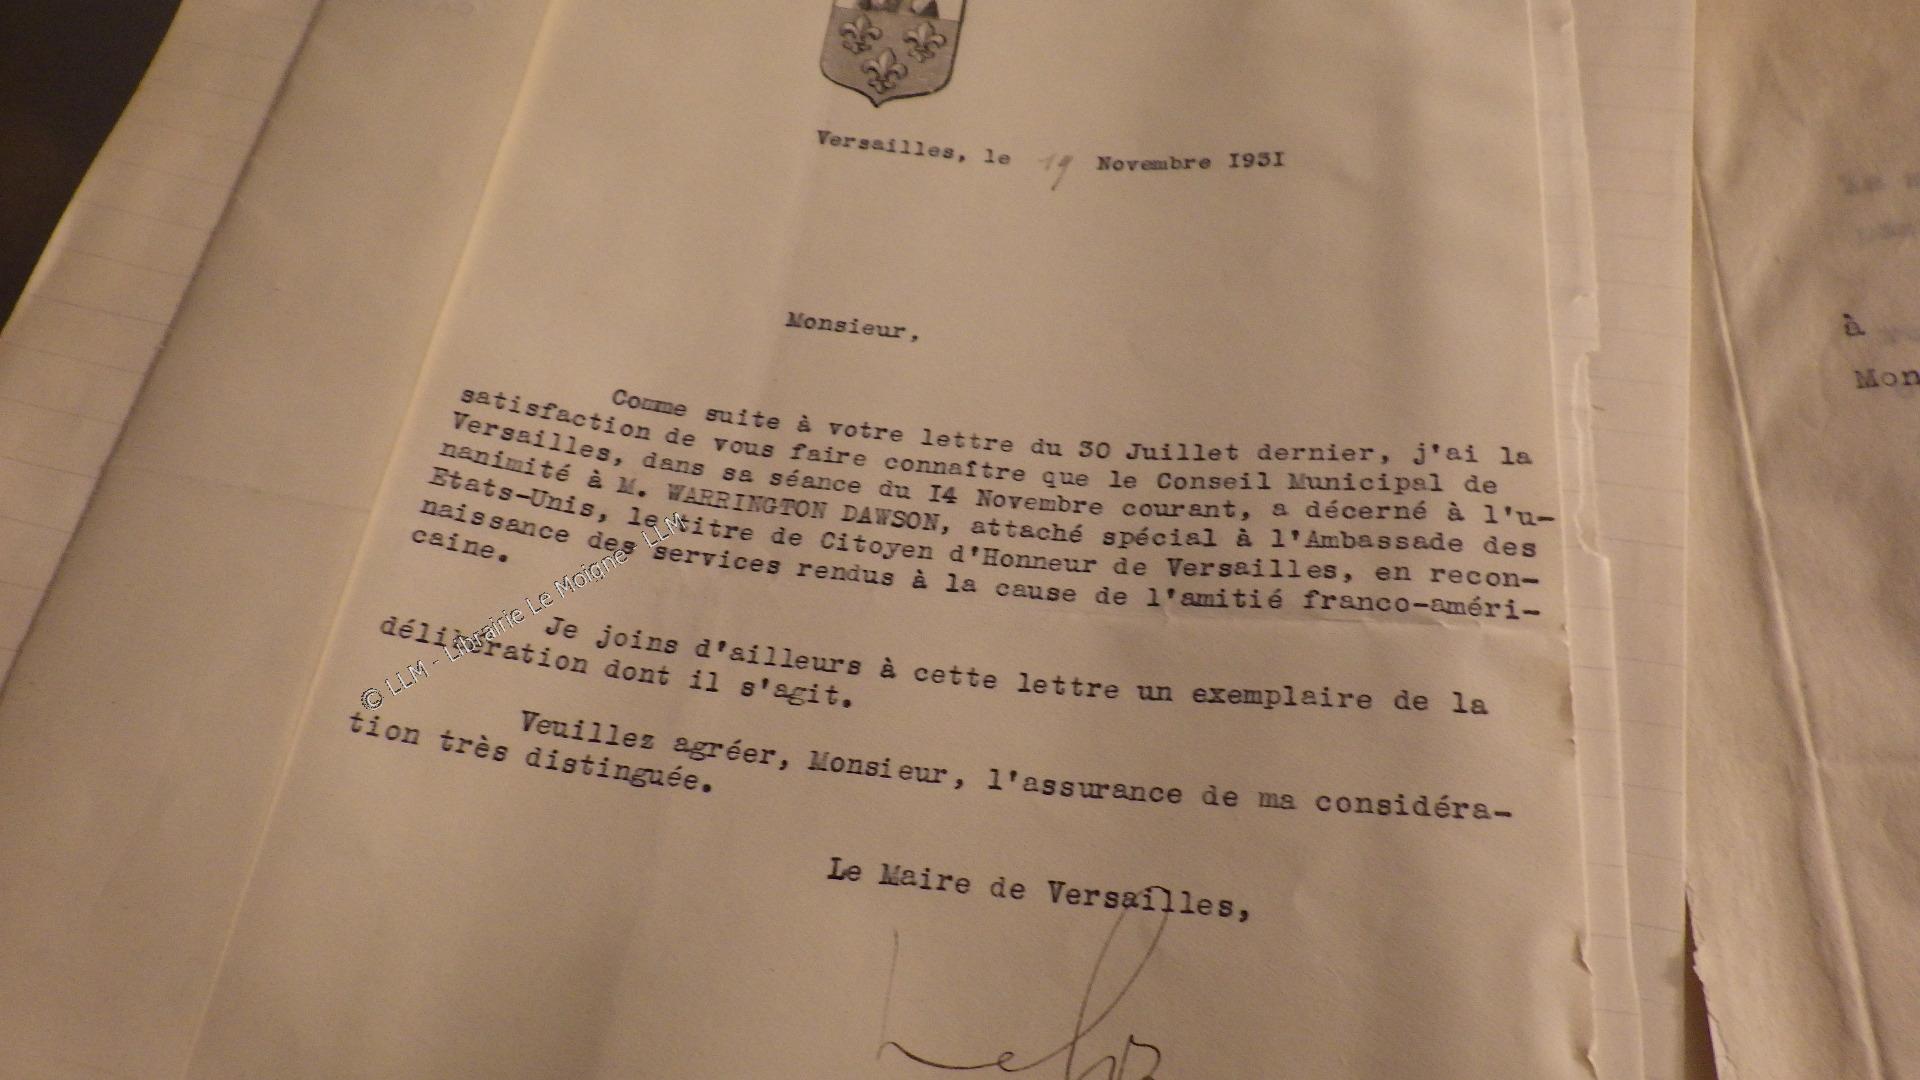 Versailles, le 19 Novembre I931
Monsieur,
Comme suite à votre lettre du 30 Juillet dernier, j'ai la
satisfaction de vous faire connaître que le Conseil Municipal de
Versailles, dans sa séance du I4 Novembre courant, a décerné à l'u-
nanimité à M. WARRINGTON DAWSON, attaché spécial à l'Ambassade des
Etats-Unis, le titre de Citoyen d'Honneur de Versailles, en recon-
naissance des services rendus à la cause de l'amitié franco-améri-
caine.
Je joins d'ailleurs à cette lettre un exemplaire de la
délibération dont il s'agit.
Veuillez agréer, Monsieur, l'assurance de ma considéra-
tion très distinguée.
Le Maire de Versailles,
© LLM - Librairie Le Moigne - LLM
à
Mon